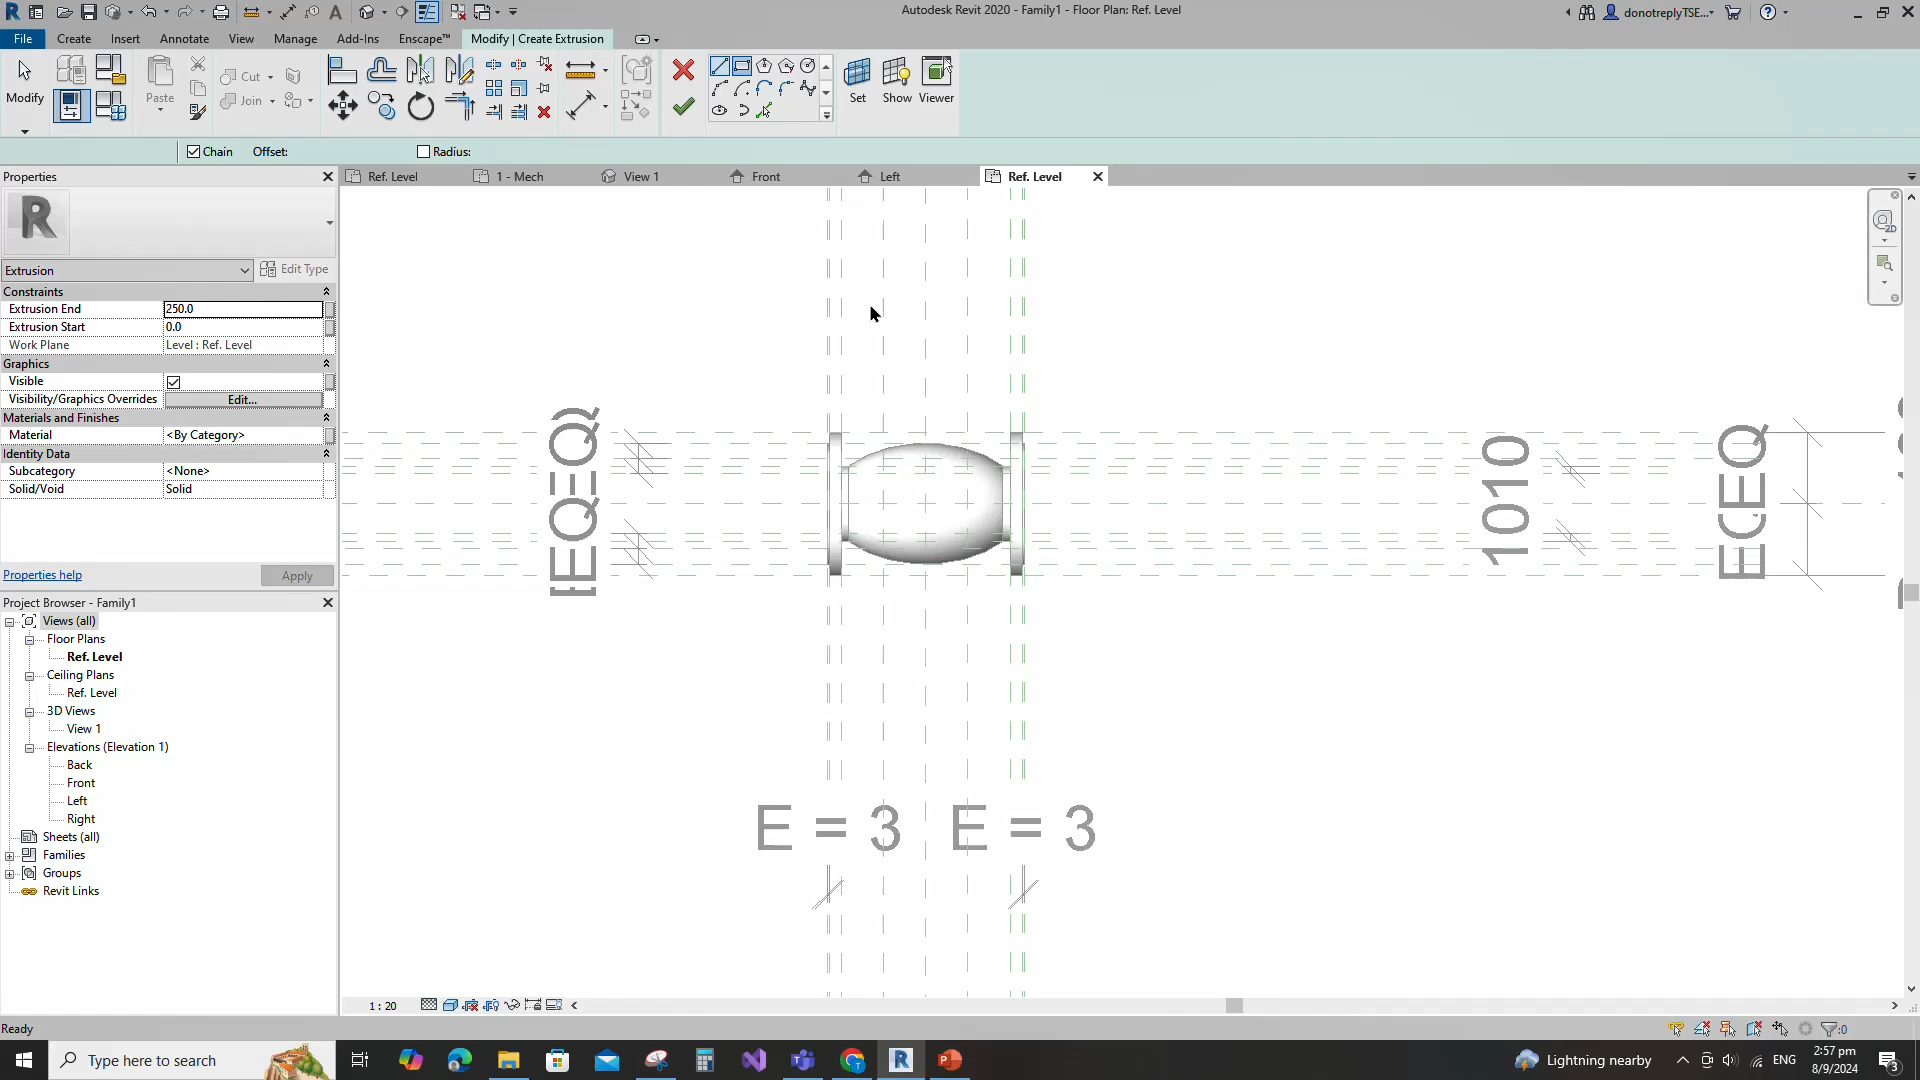 Autodesk Revit 2020 - Family1 - Floor Plan: Ref. Level
donotreplyTSE...
File Create Insert Annotate View Manage Add-Ins Enscape™ Modify | Create Extrusion
Modify
Paste
Cut
Join
Set Show Viewer
Chain Offset: Radius:
Properties
Ref. Level 1 - Mech View 1 Front Left Ref. Level
Extrusion
Edit Type
Constraints
Extrusion End 250.0
Extrusion Start 0.0
Work Plane Level : Ref. Level
Graphics
Visible
Visibility/Graphics Overrides Edit...
Materials and Finishes
Material <By Category>
Identity Data
Subcategory <None>
Solid/Void Solid
Properties help Apply
Project Browser - Family1
Views (all)
Floor Plans
Ref. Level
Ceiling Plans
Ref. Level
3D Views
View 1
Elevations (Elevation 1)
Back
Front
Left
Right
Sheets (all)
Families
Groups
Revit Links
1010
EQ
E = 3 E = 3
1 : 20
Ready
:0
Type here to search
Lightning nearby
ENG
2:57 pm
8/9/2024
3